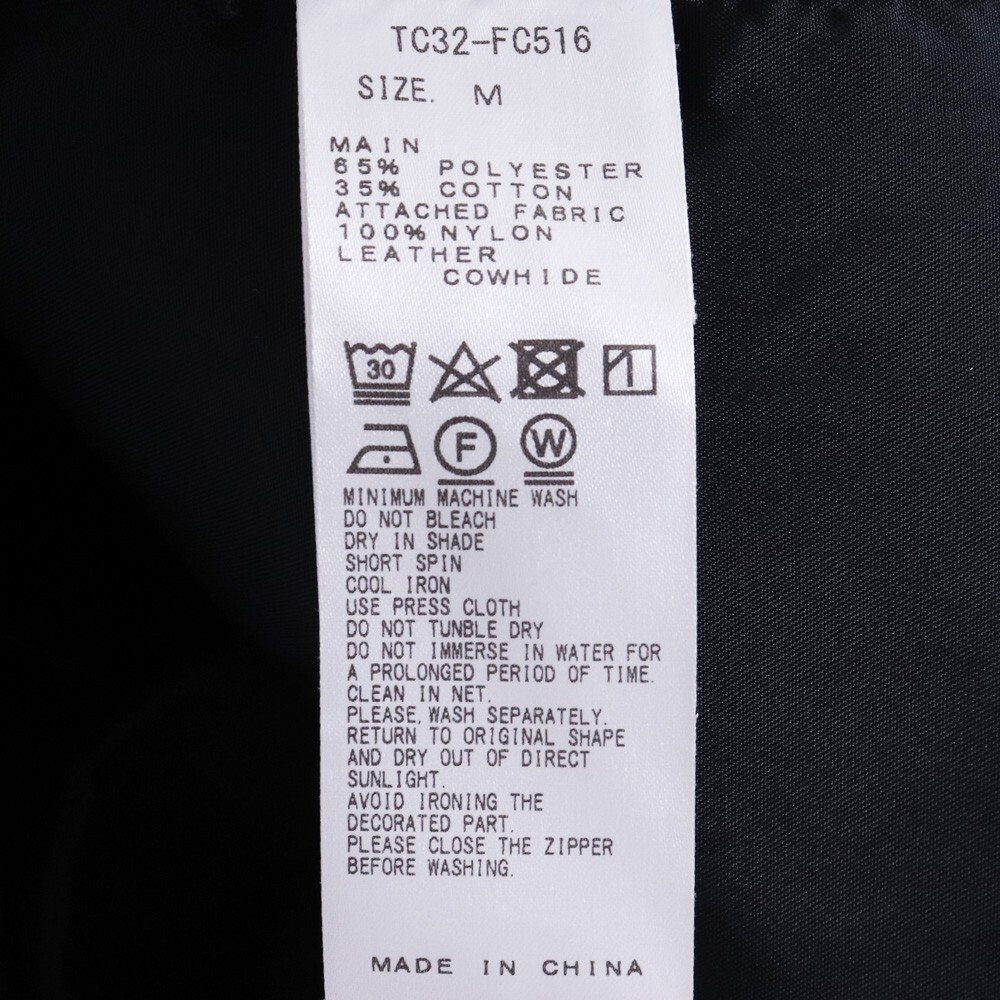 TC32-FC516
SIZE. M
MAIN
65% POLYESTER
35% COTTON
ATTACHED FABRIC
100% NYLON
LEATHER
COWHIDE
30
F W
MINIMUM MACHINE WASH
DO NOT BLEACH
DRY IN SHADE
SHORT SPIN
COOL IRON
USE PRESS CLOTH
DO NOT TUNBLE DRY
DO NOT IMMERSE IN WATER FOR
A PROLONGED PERIOD OF TIME.
CLEAN IN NET.
PLEASE, WASH SEPARATELY.
RETURN TO ORIGINAL SHAPE
AND DRY OUT OF DIRECT
SUNLIGHT.
AVOID IRONING THE
DECORATED PART.
PLEASE CLOSE THE ZIPPER
BEFORE WASHING.
MADE IN CHINA